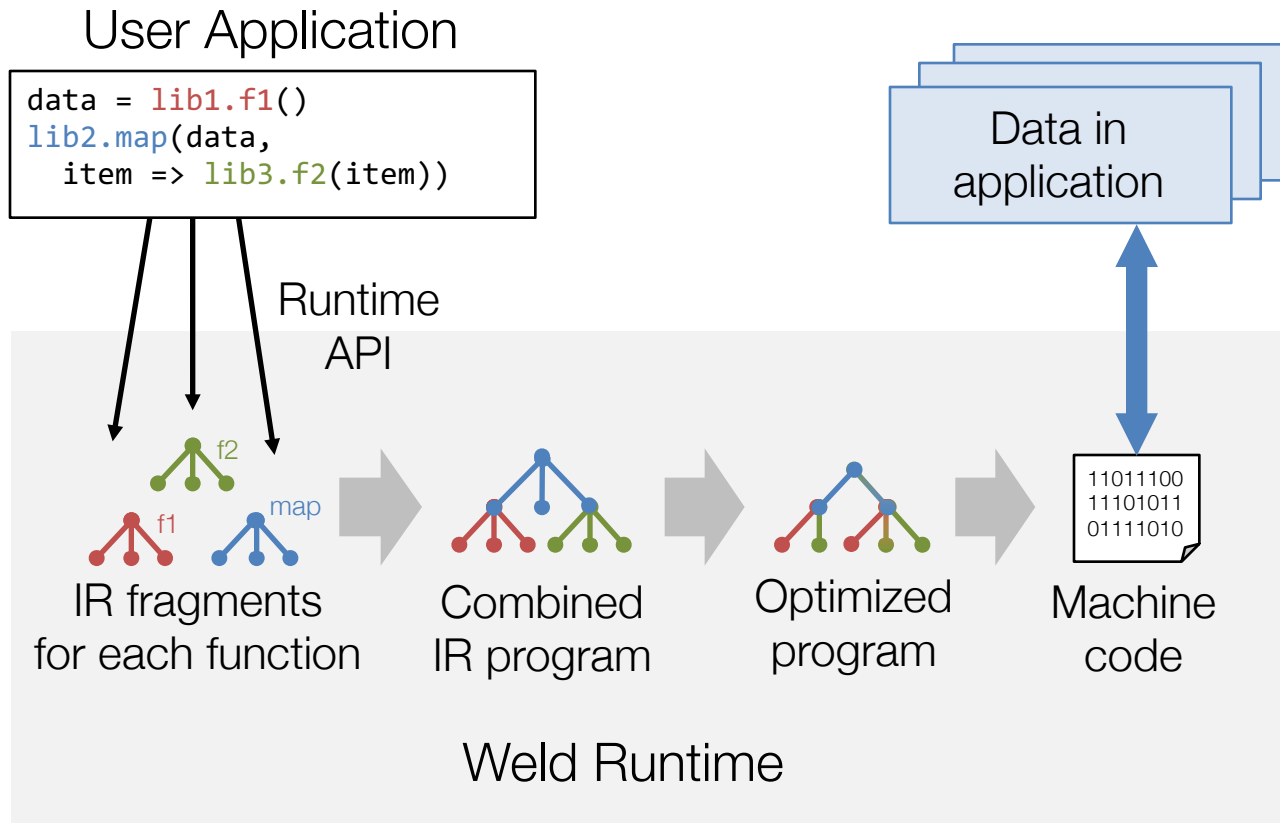 User Application
data = lib1.f1()
lib2.map(data,
  item => lib3.f2(item))
Data in
application
Runtime
API
f2
f1
map
IR fragments
for each function
Combined
IR program
Optimized
program
11011100
11101011
01111010
Machine
code
Weld Runtime